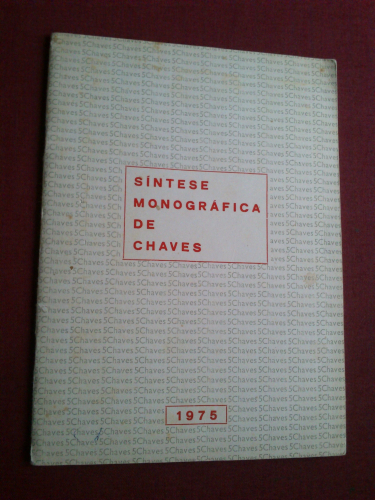 SÍNTESE
MONOGRÁFICA
DE
CHAVES
1975